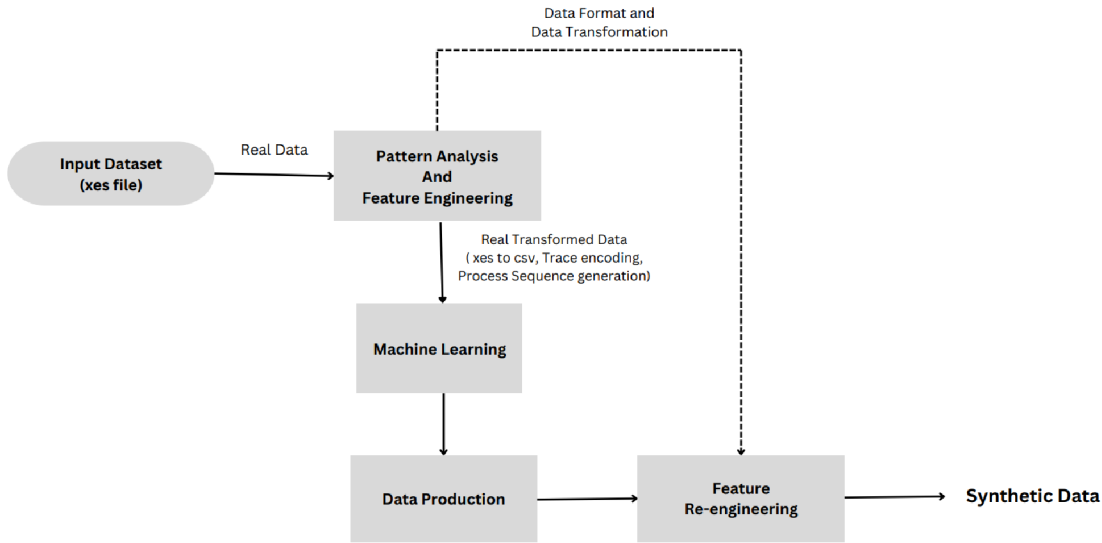 Data Format and
Data Transformation
Input Dataset
(xes file)
Real Data
Pattern Analysis
And
Feature Engineering
Real Transformed Data
( xes to csv, Trace encoding,
Process Sequence generation)
Machine Learning
Data Production
Feature
Re-engineering
Synthetic Data